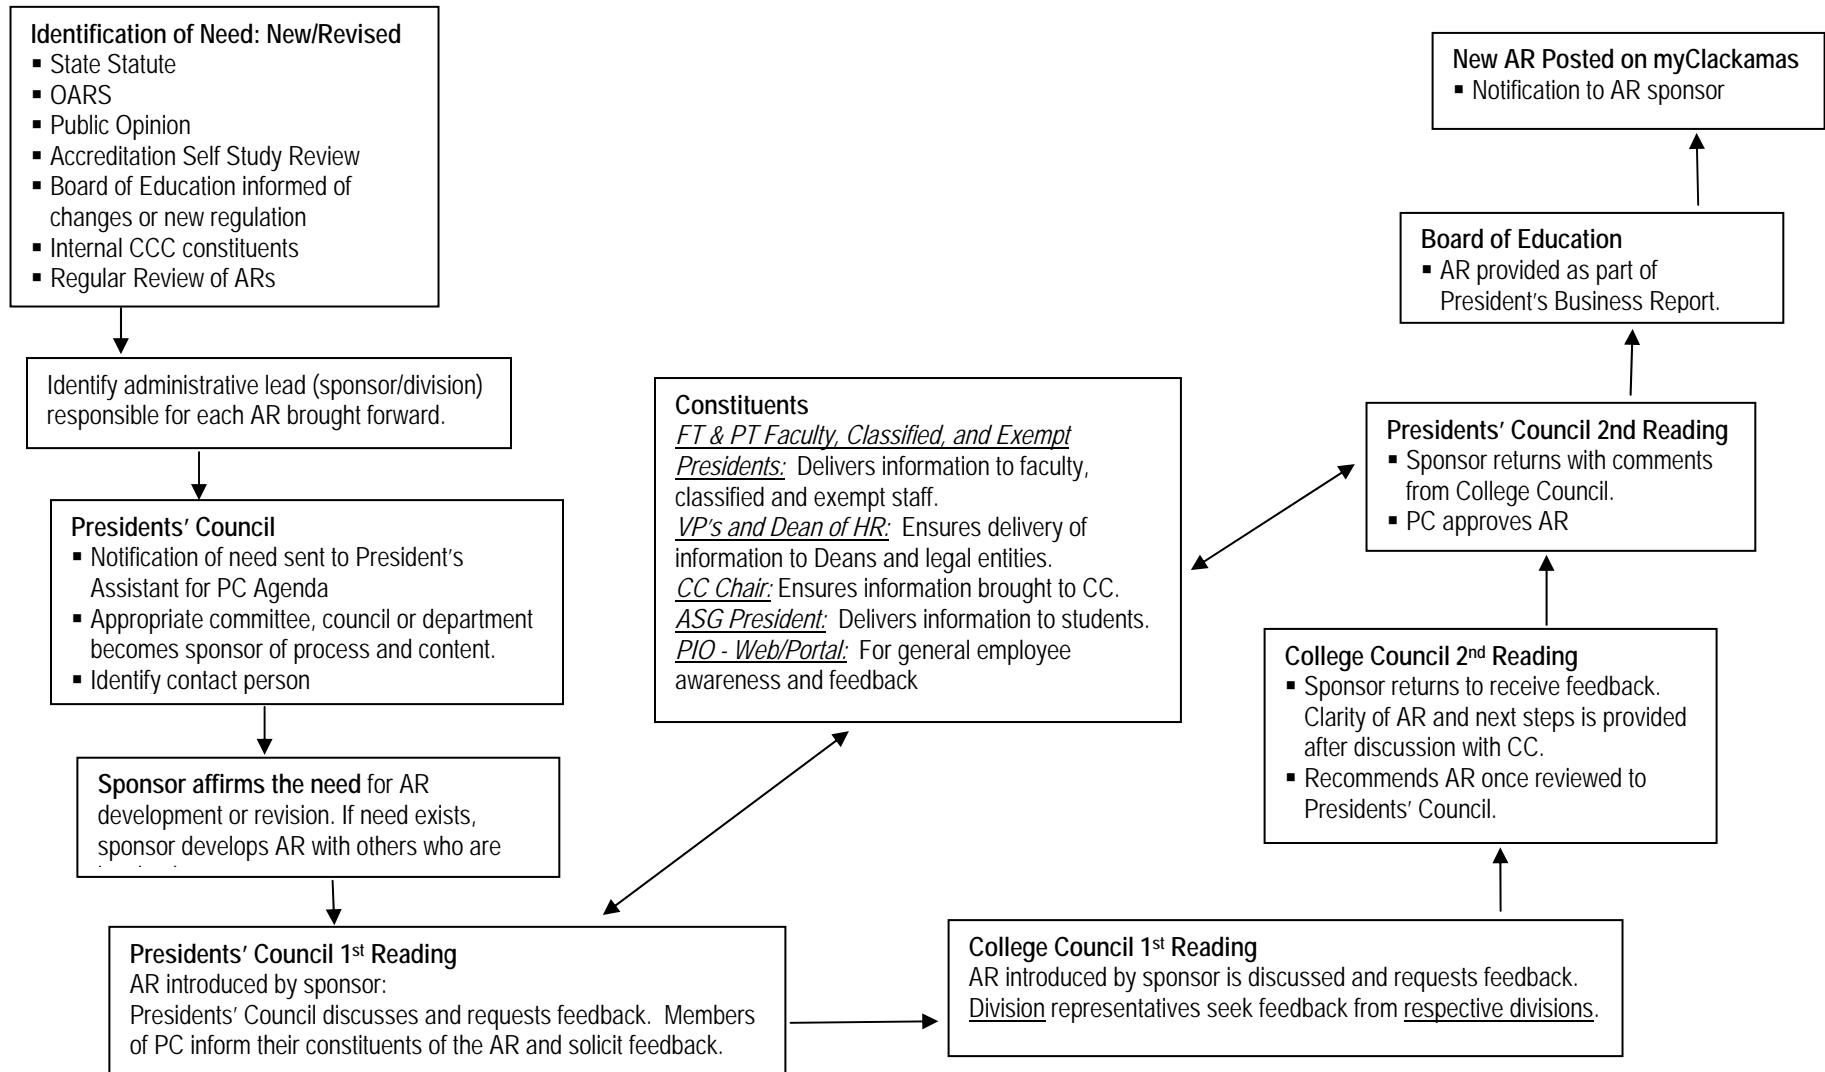 Identification of Need: New/Revised
▪ State Statute
▪ OARS
▪ Public Opinion
▪ Accreditation Self Study Review
▪ Board of Education informed of
changes or new regulation
▪ Internal CCC constituents
▪ Regular Review of ARs
Identify administrative lead (sponsor/division)
responsible for each AR brought forward.
Presidents' Council
▪ Notification of need sent to President's
Assistant for PC Agenda
▪ Appropriate committee, council or department
becomes sponsor of process and content.
▪ Identify contact person
Sponsor affirms the need for AR
development or revision. If need exists,
sponsor develops AR with others who are
Presidents' Council 1st Reading
AR introduced by sponsor:
Presidents' Council discusses and requests feedback.  Members
of PC inform their constituents of the AR and solicit feedback.
Constituents
FT & PT Faculty, Classified, and Exempt
Presidents:  Delivers information to faculty,
classified and exempt staff.
VP's and Dean of HR:  Ensures delivery of
information to Deans and legal entities.
CC Chair: Ensures information brought to CC.
ASG President:  Delivers information to students.
PIO - Web/Portal:  For general employee
awareness and feedback
College Council 1st Reading
AR introduced by sponsor is discussed and requests feedback.
Division representatives seek feedback from respective divisions.
College Council 2nd Reading
▪ Sponsor returns to receive feedback.
Clarity of AR and next steps is provided
after discussion with CC.
▪ Recommends AR once reviewed to
Presidents' Council.
Presidents' Council 2nd Reading
▪ Sponsor returns with comments
from College Council.
▪ PC approves AR
Board of Education
▪ AR provided as part of
President's Business Report.
New AR Posted on myClackamas
▪ Notification to AR sponsor